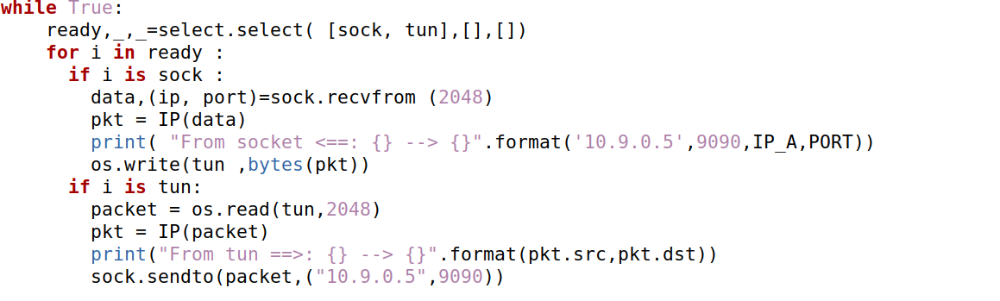 while True:
    ready,_,_=select.select( [sock, tun],[],[])
    for i in ready :
      if i is sock :
        data,(ip, port)=sock.recvfrom (2048)
        pkt = IP(data)
        print( "From socket <==: {} --> {}".format('10.9.0.5',9090,IP_A,PORT))
        os.write(tun ,bytes(pkt))
      if i is tun:
        packet = os.read(tun,2048)
        pkt = IP(packet)
        print("From tun ==>: {} --> {}".format(pkt.src,pkt.dst))
        sock.sendto(packet,("10.9.0.5",9090))